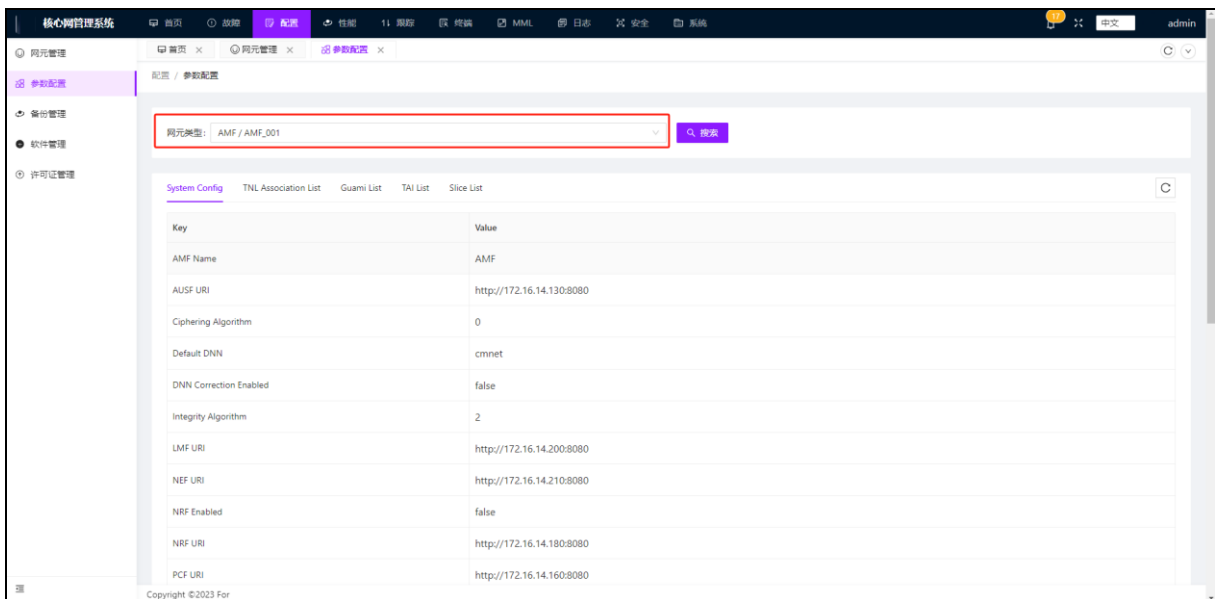 核心网管理系统 首页 故障 配置 性能 跟踪 终端 MML 日志 安全 系统 17 中文 admin
网元管理 首页 网元管理 参数配置
参数配置 配置 / 参数配置
备份管理
网元类型: AMF / AMF_001 搜索
软件管理
许可证管理
System Config TNL Association List Guami List TAI List Slice List
Key Value
AMF Name AMF
AUSF URI http://172.16.14.130:8080
Ciphering Algorithm 0
Default DNN cmnet
DNN Correction Enabled false
Integrity Algorithm 2
LMF URI http://172.16.14.200:8080
NEF URI http://172.16.14.210:8080
NRF Enabled false
NRF URI http://172.16.14.180:8080
PCF URI http://172.16.14.160:8080
Copyright ©2023 For